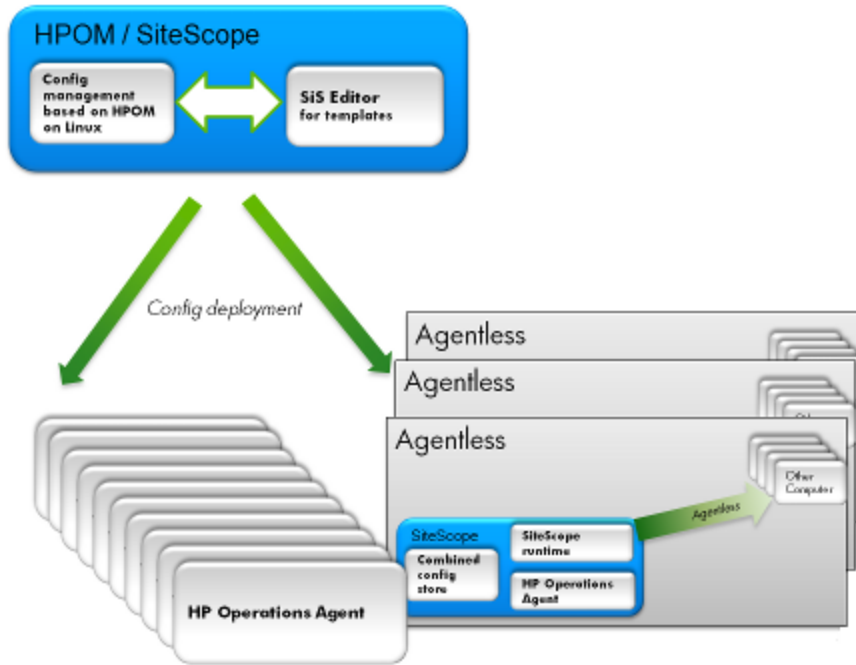 HPOM / SiteScope
Config
management
based on HPOM
on Linux
SiS Editor
for templates
Config deployment
Agentless
Agentless
Agentless
Other
Computer
Agentless
SiteScope
SiteScope
runtime
Combined
config
store
HP Operations
Agent
HP Operations Agent